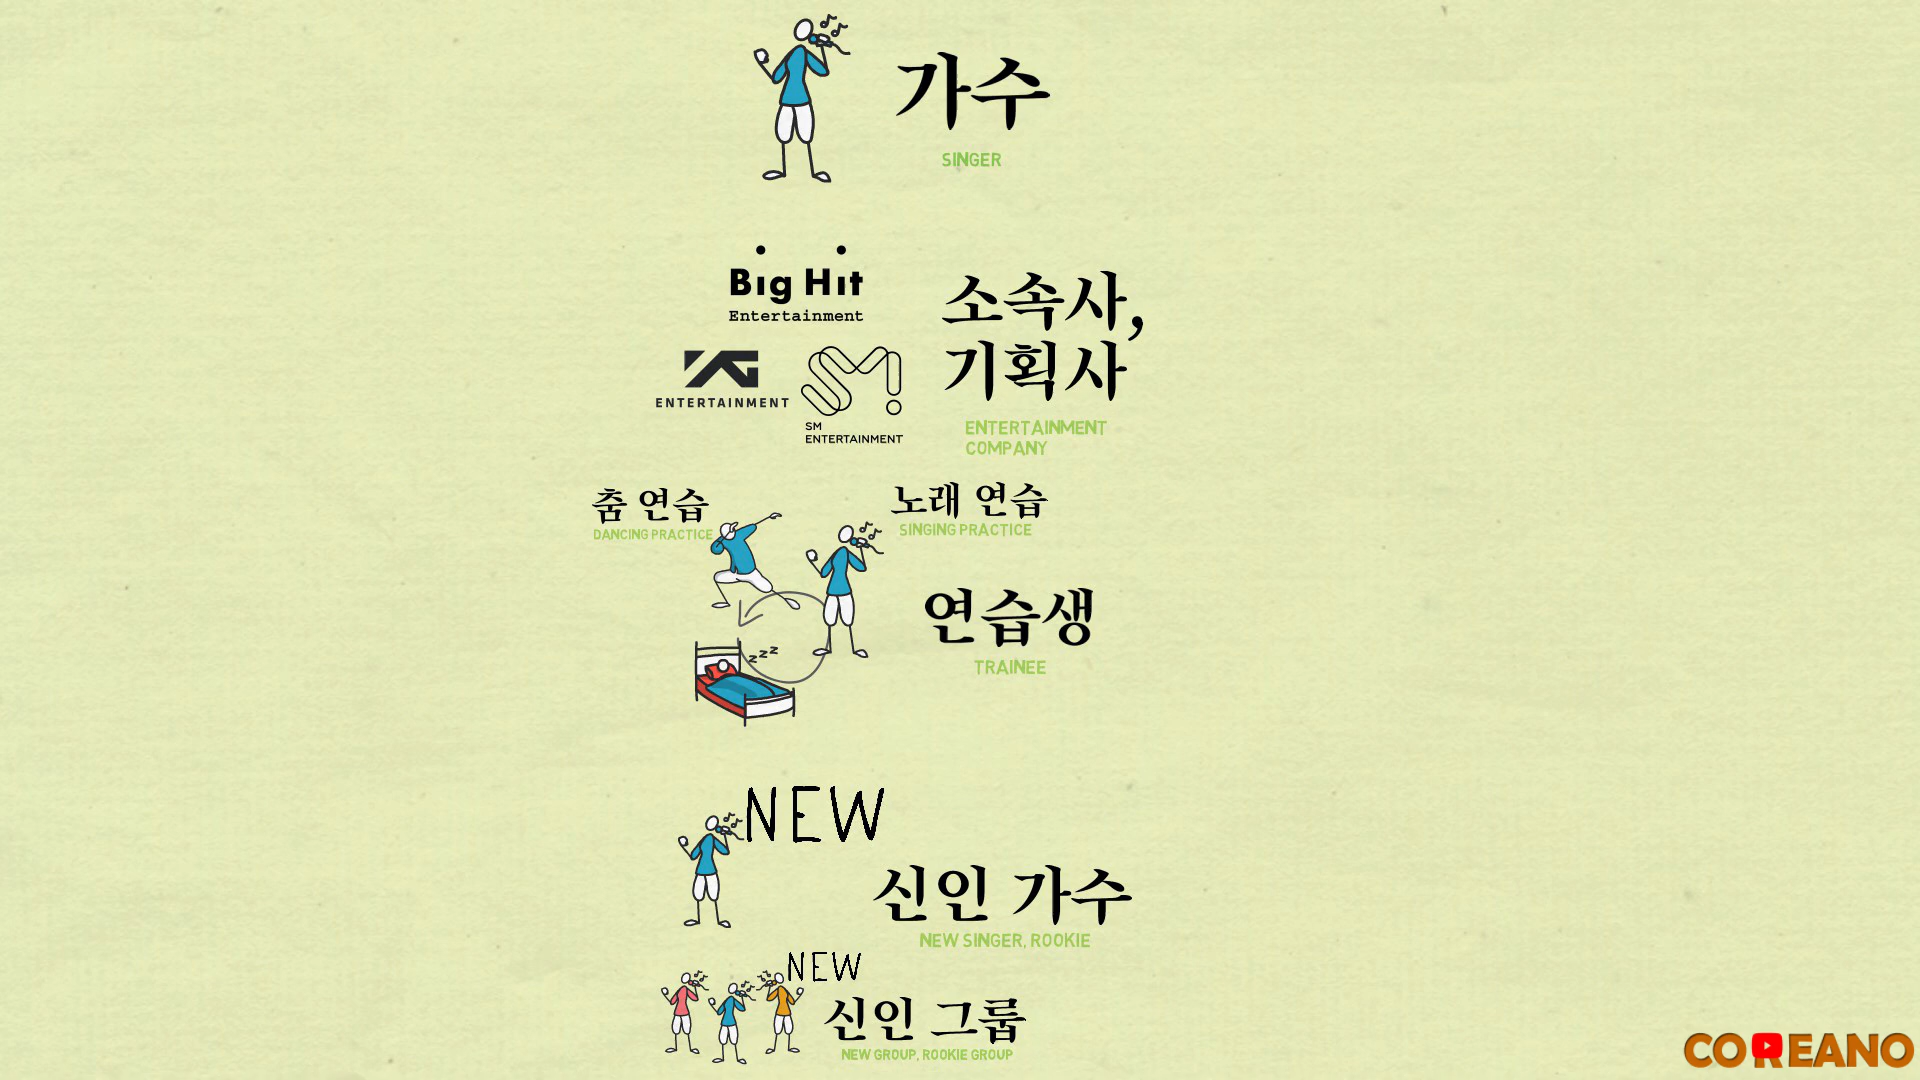 가수
SINGER
Big Hit
Entertainment
소속사,
기획사
YG
ENTERTAINMENT
SM
ENTERTAINMENT
ENTERTAINMENT
COMPANY
춤 연습
DANCING PRACTICE
노래 연습
SINGING PRACTICE
연습생
TRAINEE
zzz
NEW
신인 가수
NEW SINGER, ROOKIE
NEW
신인 그룹
NEW GROUP, ROOKIE GROUP
COREANO